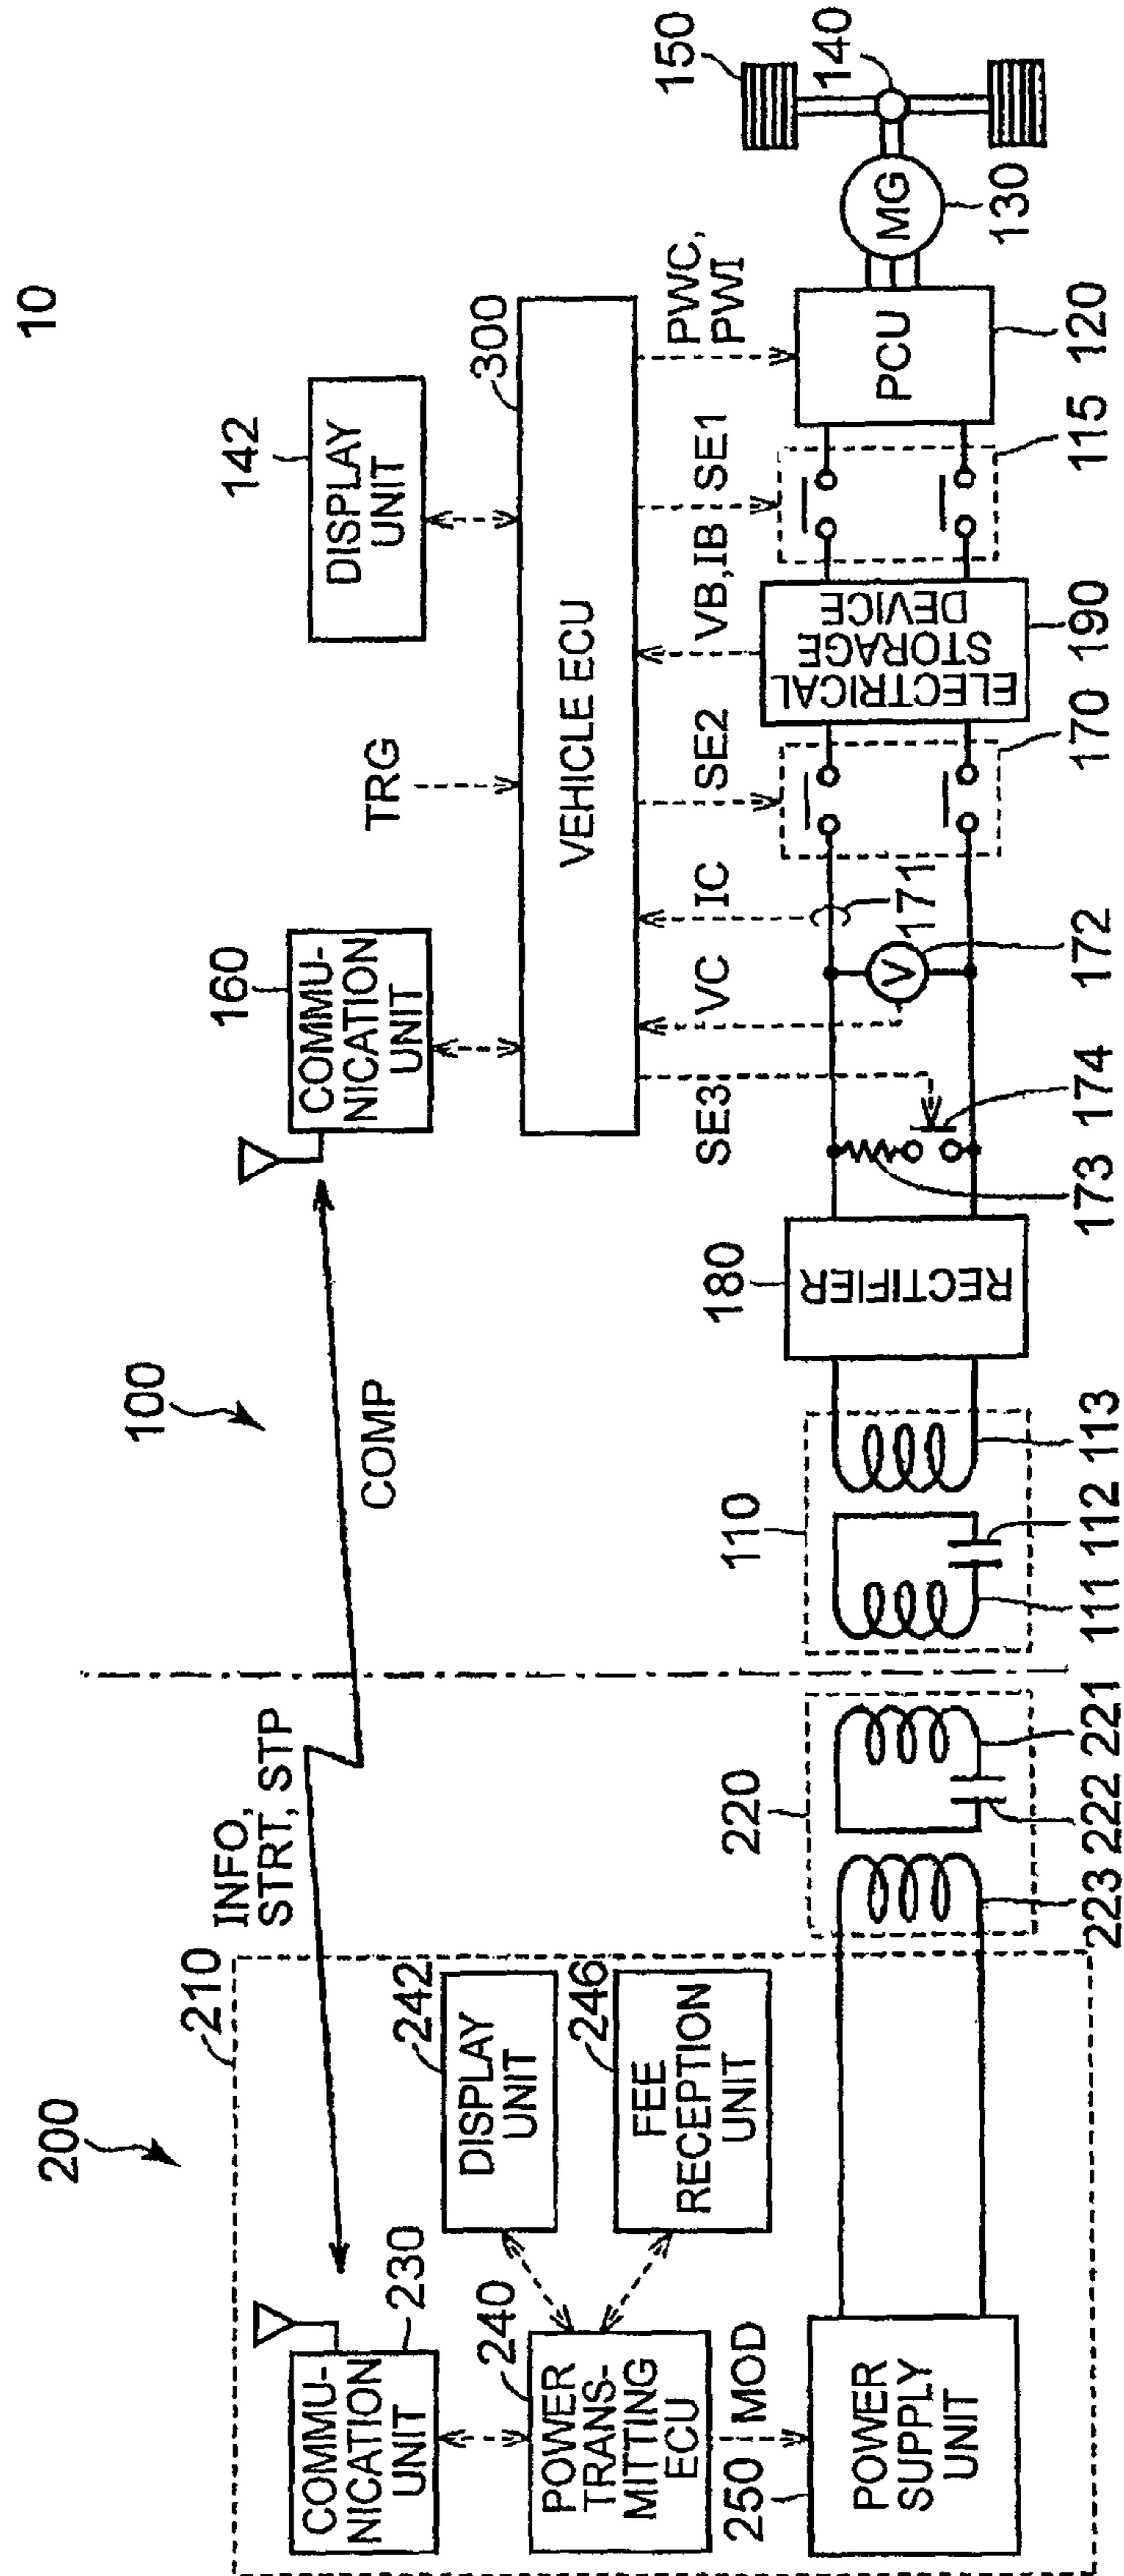 10
200
210
INFO,
STRT, STP
COMP
100
COMMU-
NICATION
UNIT
230
240
POWER
TRANS-
MITTING
ECU
242
DISPLAY
UNIT
246
FEE
RECEPTION
UNIT
MOD
250
POWER
SUPPLY
UNIT
220
223
222
221
110
111
112
113
180
RECTIFIER
160
COMMU-
NICATION
UNIT
142
DISPLAY
UNIT
TRG
300
VEHICLE ECU
SE3
VC
IC
SE2
VB,IB
SE1
PWC,
PWI
173
174
V
172
171
170
ELECTRICAL
STORAGE
DEVICE
190
115
PCU
120
MG
130
140
150